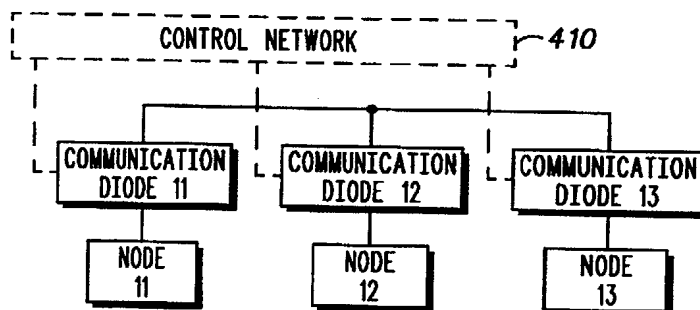 CONTROL NETWORK
410
COMMUNICATION
DIODE 11
COMMUNICATION
DIODE 12
COMMUNICATION
DIODE 13
NODE
11
NODE
12
NODE
13